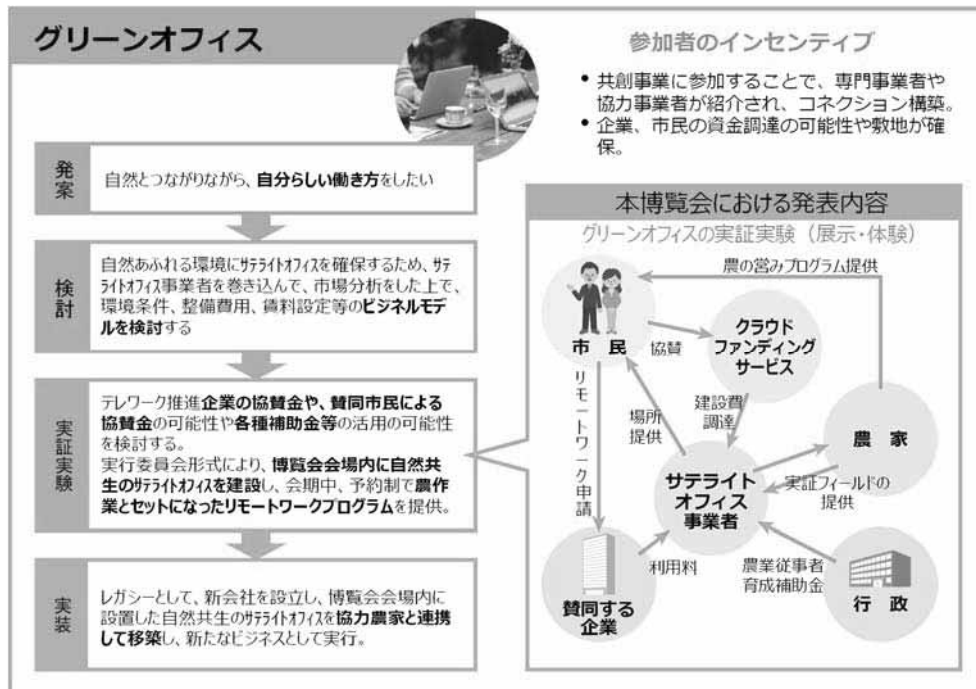 グリーンオフィス
参加者のインセンティブ
• 共創事業に参加することで、専門事業者や
協力事業者が紹介され、コネクション構築。
• 企業、市民の資金調達の可能性や敷地が確
保。
発案
自然とつながりながら、自分らしい働き方をしたい
検討
自然あふれる環境にサテライトオフィスを確保するため、サテ
ライトオフィス事業者を巻き込んで、市場分析をした上で、
環境条件、整備費用、賃料設定等のビジネルモ
デルを検討する
実証実験
テレワーク推進企業の協賛金や、賛同市民による
協賛金の可能性や各種補助金等の活用の可能性
を検討する。
実行委員会形式により、博覧会会場内に自然共
生のサテライトオフィスを建設し、会期中、予約制で農作
業とセットになったリモートワークプログラムを提供。
実装
レガシーとして、新会社を設立し、博覧会会場内に
設置した自然共生のサテライトオフィスを協力農家と連携
して移築し、新たなビジネスとして実行。
本博覧会における発表内容
グリーンオフィスの実証実験（展示・体験）
農の営みプログラム提供
市民
協賛
クラウド
ファンディング
サービス
リモートワーク申請
場所
提供
建設費
調達
農家
サテライト
オフィス
事業者
実証フィールドの
提供
利用料
農業従事者
育成補助金
賛同する
企業
行政